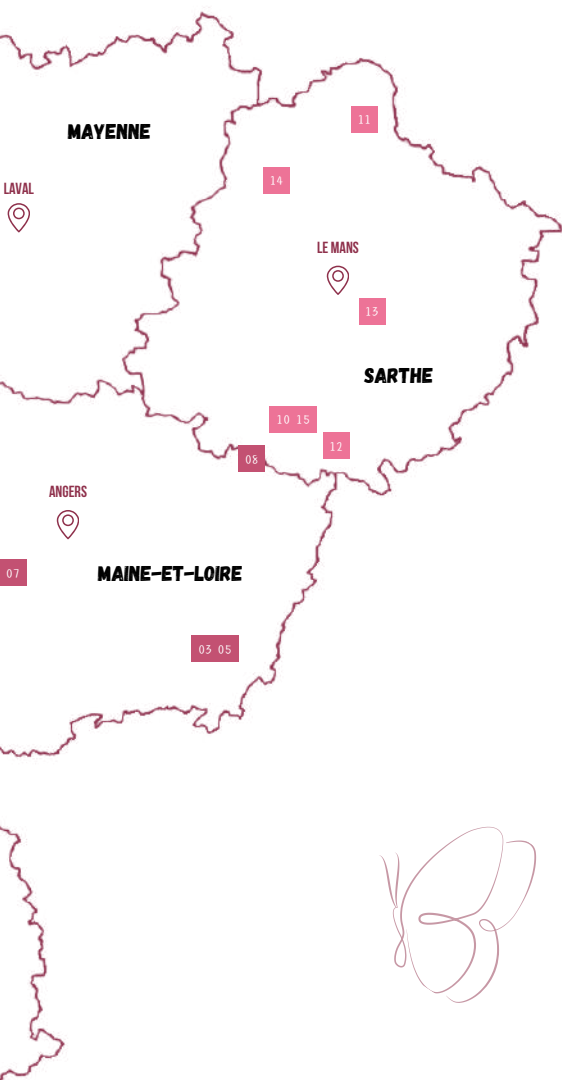 11
MAYENNE
14
LAVAL
LE MANS
13
SARTHE
10 15
12
08
ANGERS
07
MAINE-ET-LOIRE
03 05